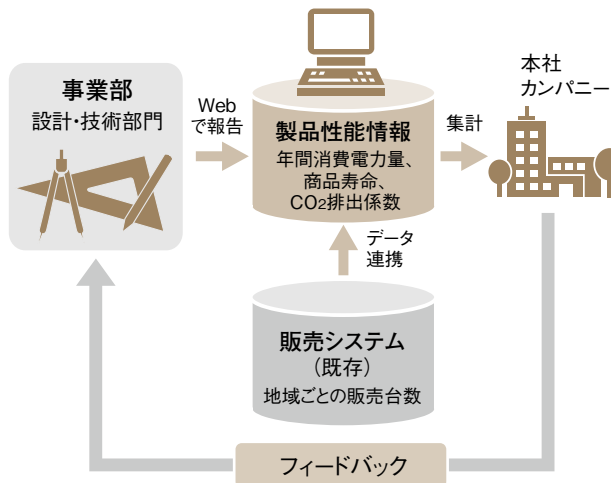 事業部
設計・技術部門
Web
で報告
製品性能情報
年間消費電力量、
商品寿命、
CO2排出係数
集計
本社
カンパニー
データ
連携
販売システム
(既存)
地域ごとの販売台数
フィードバック